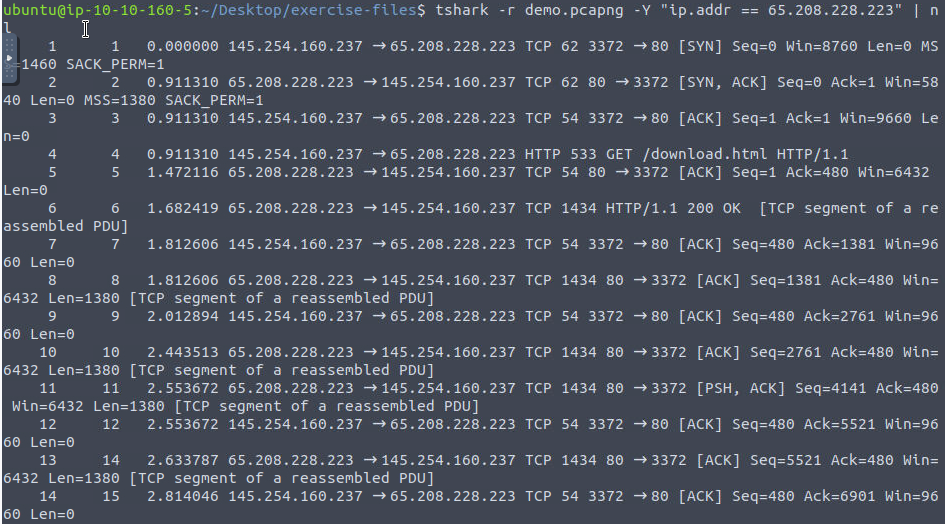 ubuntu@ip-10-10-160-5:~/Desktop/exercise-files$ tshark -r demo.pcapng -Y "ip.addr == 65.208.228.223" | n
l
1 1 0.000000 145.254.160.237 → 65.208.228.223 TCP 62 3372 → 80 [SYN] Seq=0 Win=8760 Len=0 MS
=1460 SACK_PERM=1
2 2 0.911310 65.208.228.223 → 145.254.160.237 TCP 62 80 → 3372 [SYN, ACK] Seq=0 Ack=1 Win=58
40 Len=0 MSS=1380 SACK_PERM=1
3 3 0.911310 145.254.160.237 → 65.208.228.223 TCP 54 3372 → 80 [ACK] Seq=1 Ack=1 Win=9660 Le
n=0
4 4 0.911310 145.254.160.237 → 65.208.228.223 HTTP 533 GET /download.html HTTP/1.1
5 5 1.472116 65.208.228.223 → 145.254.160.237 TCP 54 80 → 3372 [ACK] Seq=1 Ack=480 Win=6432
Len=0
6 6 1.682419 65.208.228.223 → 145.254.160.237 TCP 1434 HTTP/1.1 200 OK  [TCP segment of a re
assembled PDU]
7 7 1.812606 145.254.160.237 → 65.208.228.223 TCP 54 3372 → 80 [ACK] Seq=480 Ack=1381 Win=96
60 Len=0
8 8 1.812606 65.208.228.223 → 145.254.160.237 TCP 1434 80 → 3372 [ACK] Seq=1381 Ack=480 Win=
6432 Len=1380 [TCP segment of a reassembled PDU]
9 9 2.012894 145.254.160.237 → 65.208.228.223 TCP 54 3372 → 80 [ACK] Seq=480 Ack=2761 Win=96
60 Len=0
10 10 2.443513 65.208.228.223 → 145.254.160.237 TCP 1434 80 → 3372 [ACK] Seq=2761 Ack=480 Win=
6432 Len=1380 [TCP segment of a reassembled PDU]
11 11 2.553672 65.208.228.223 → 145.254.160.237 TCP 1434 80 → 3372 [PSH, ACK] Seq=4141 Ack=480
Win=6432 Len=1380 [TCP segment of a reassembled PDU]
12 12 2.553672 145.254.160.237 → 65.208.228.223 TCP 54 3372 → 80 [ACK] Seq=480 Ack=5521 Win=96
60 Len=0
13 14 2.633787 65.208.228.223 → 145.254.160.237 TCP 1434 80 → 3372 [ACK] Seq=5521 Ack=480 Win=
6432 Len=1380 [TCP segment of a reassembled PDU]
14 15 2.814046 145.254.160.237 → 65.208.228.223 TCP 54 3372 → 80 [ACK] Seq=480 Ack=6901 Win=96
60 Len=0